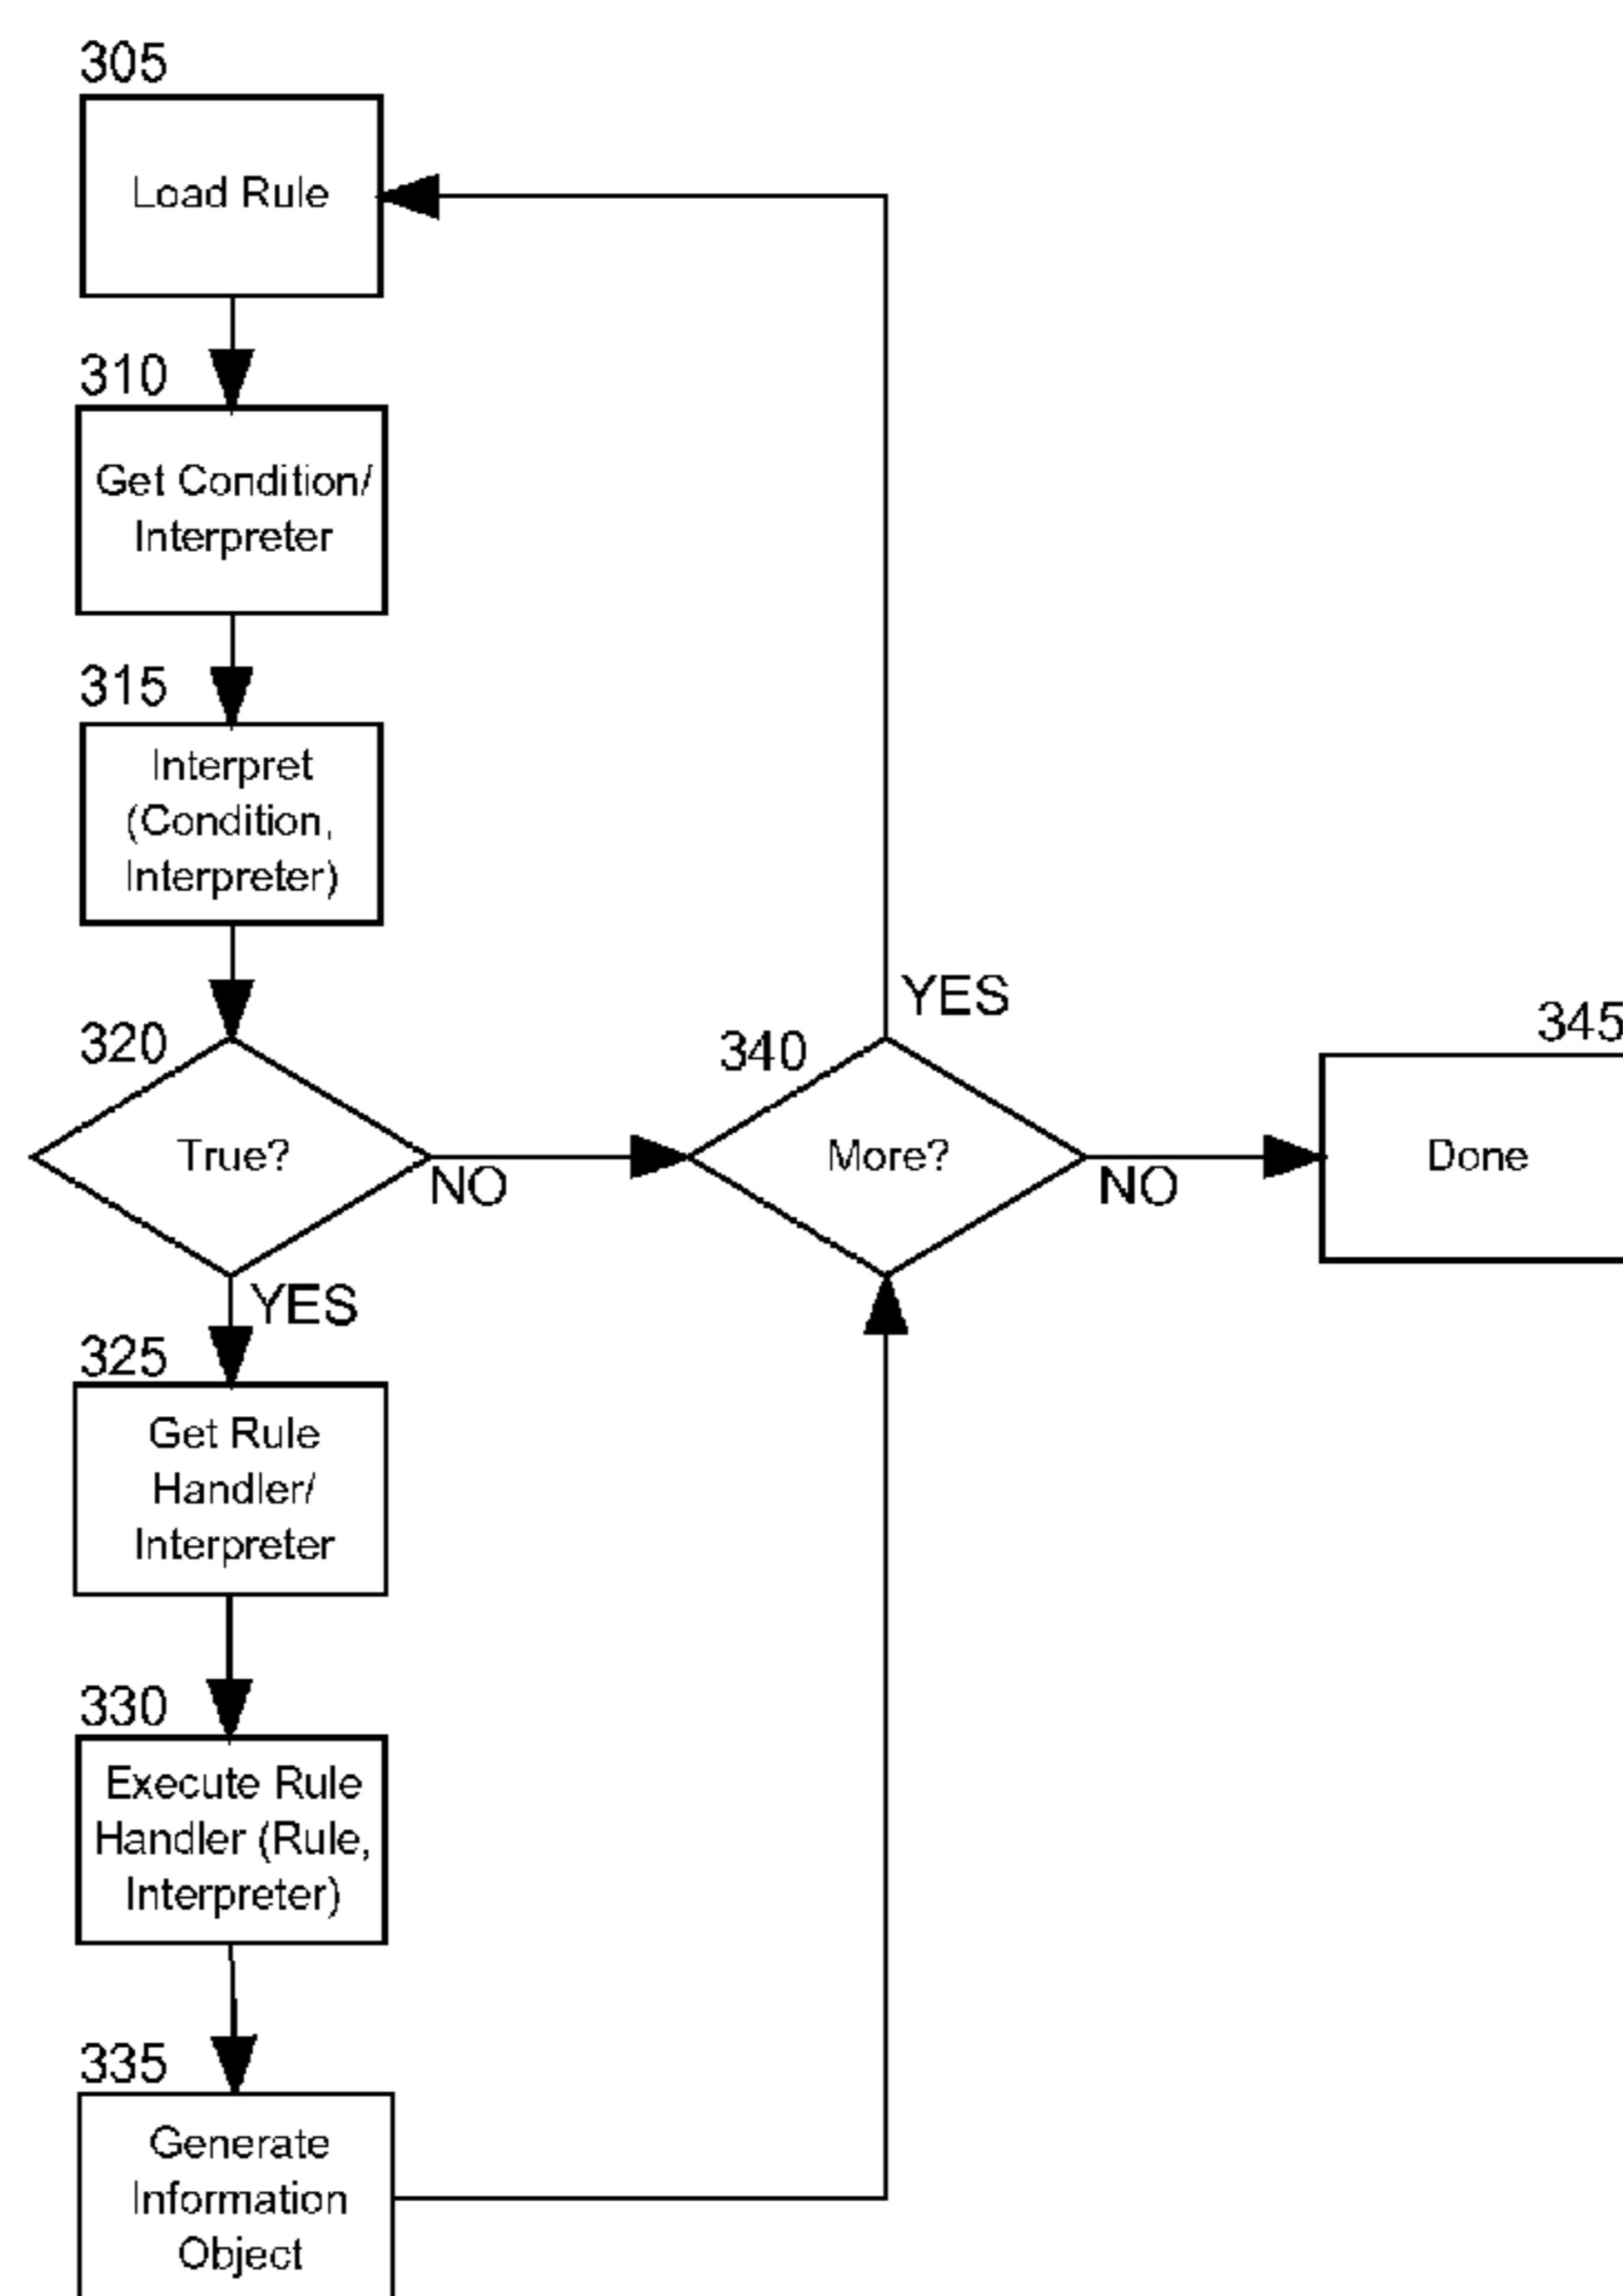 305
Load Rule
310
Get Condition/
Interpreter
315
Interpret
(Condition,
Interpreter)
320
True?
NO
YES
340
More?
YES
NO
345
Done
325
Get Rule
Handler/
Interpreter
330
Execute Rule
Handler (Rule,
Interpreter)
335
Generate
Information
Object